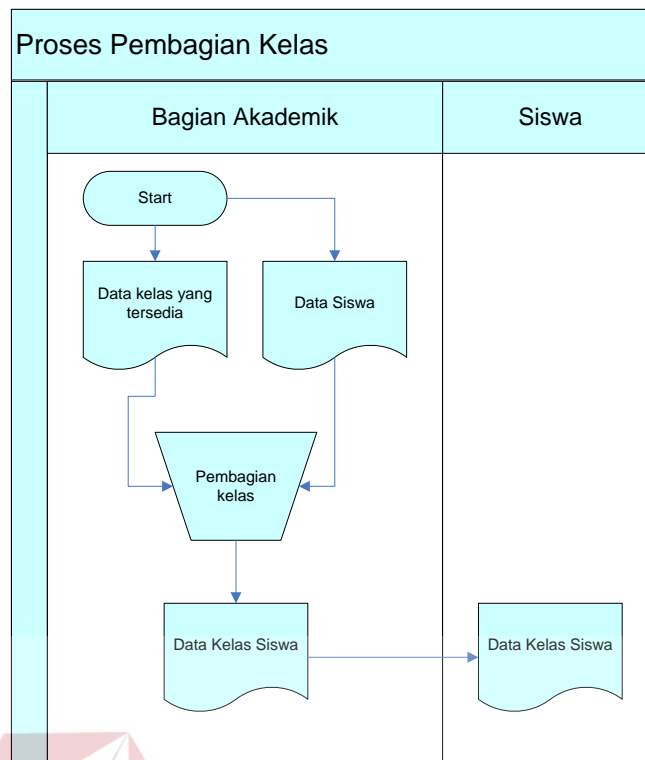 Proses Pembagian Kelas
Bagian Akademik
Siswa
Start
Data kelas yang
tersedia
Data Siswa
Pembagian
kelas
Data Kelas Siswa
Data Kelas Siswa